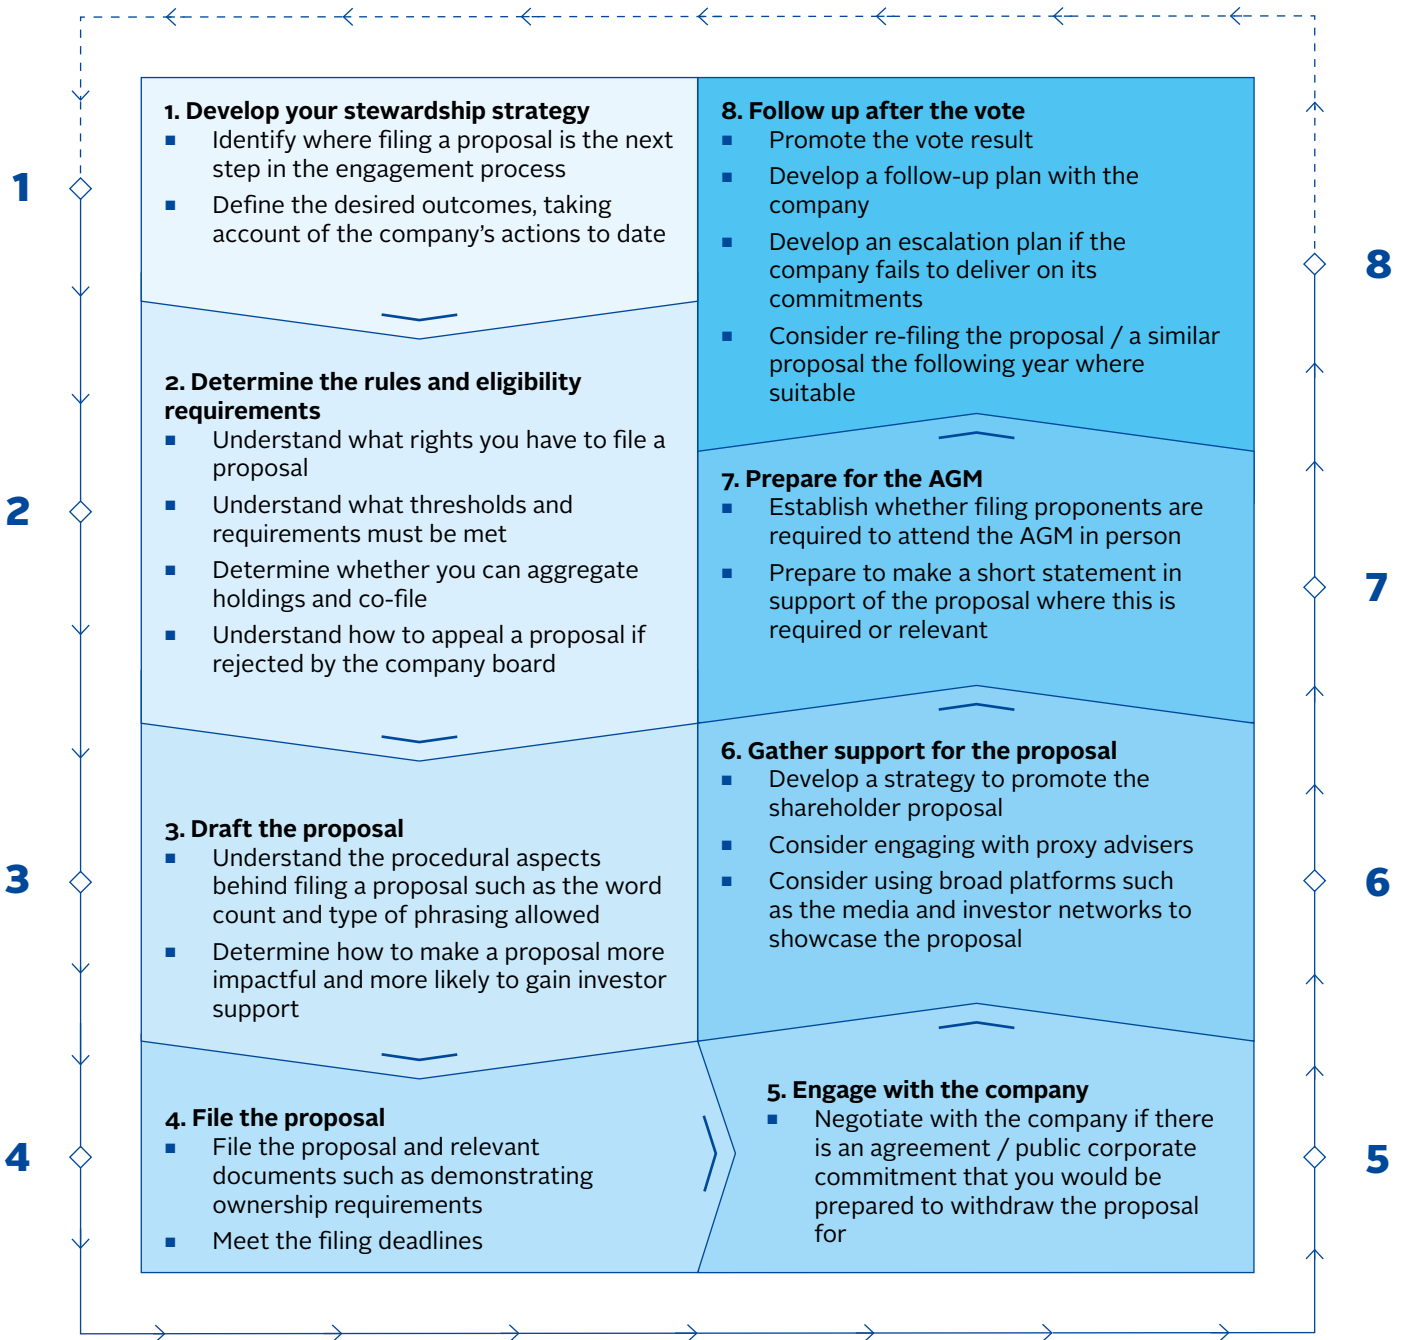 1
1. Develop your stewardship strategy
■ Identify where filing a proposal is the next
step in the engagement process
■ Define the desired outcomes, taking
account of the company’s actions to date
2
2. Determine the rules and eligibility
requirements
■ Understand what rights you have to file a
proposal
■ Understand what thresholds and
requirements must be met
■ Determine whether you can aggregate
holdings and co-file
■ Understand how to appeal a proposal if
rejected by the company board
3
3. Draft the proposal
■ Understand the procedural aspects
behind filing a proposal such as the word
count and type of phrasing allowed
■ Determine how to make a proposal more
impactful and more likely to gain investor
support
4
4. File the proposal
■ File the proposal and relevant
documents such as demonstrating
ownership requirements
■ Meet the filing deadlines
5. Engage with the company
■ Negotiate with the company if there
is an agreement / public corporate
commitment that you would be
prepared to withdraw the proposal
for
5
6. Gather support for the proposal
■ Develop a strategy to promote the
shareholder proposal
■ Consider engaging with proxy advisers
■ Consider using broad platforms such
as the media and investor networks to
showcase the proposal
6
7. Prepare for the AGM
■ Establish whether filing proponents are
required to attend the AGM in person
■ Prepare to make a short statement in
support of the proposal where this is
required or relevant
7
8. Follow up after the vote
■ Promote the vote result
■ Develop a follow-up plan with the
company
■ Develop an escalation plan if the
company fails to deliver on its
commitments
■ Consider re-filing the proposal / a similar
proposal the following year where
suitable
8